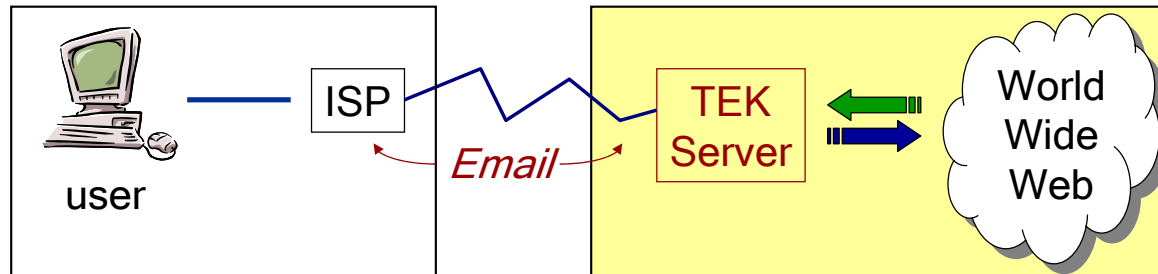 user
ISP
Email
TEK
Server
World
Wide
Web